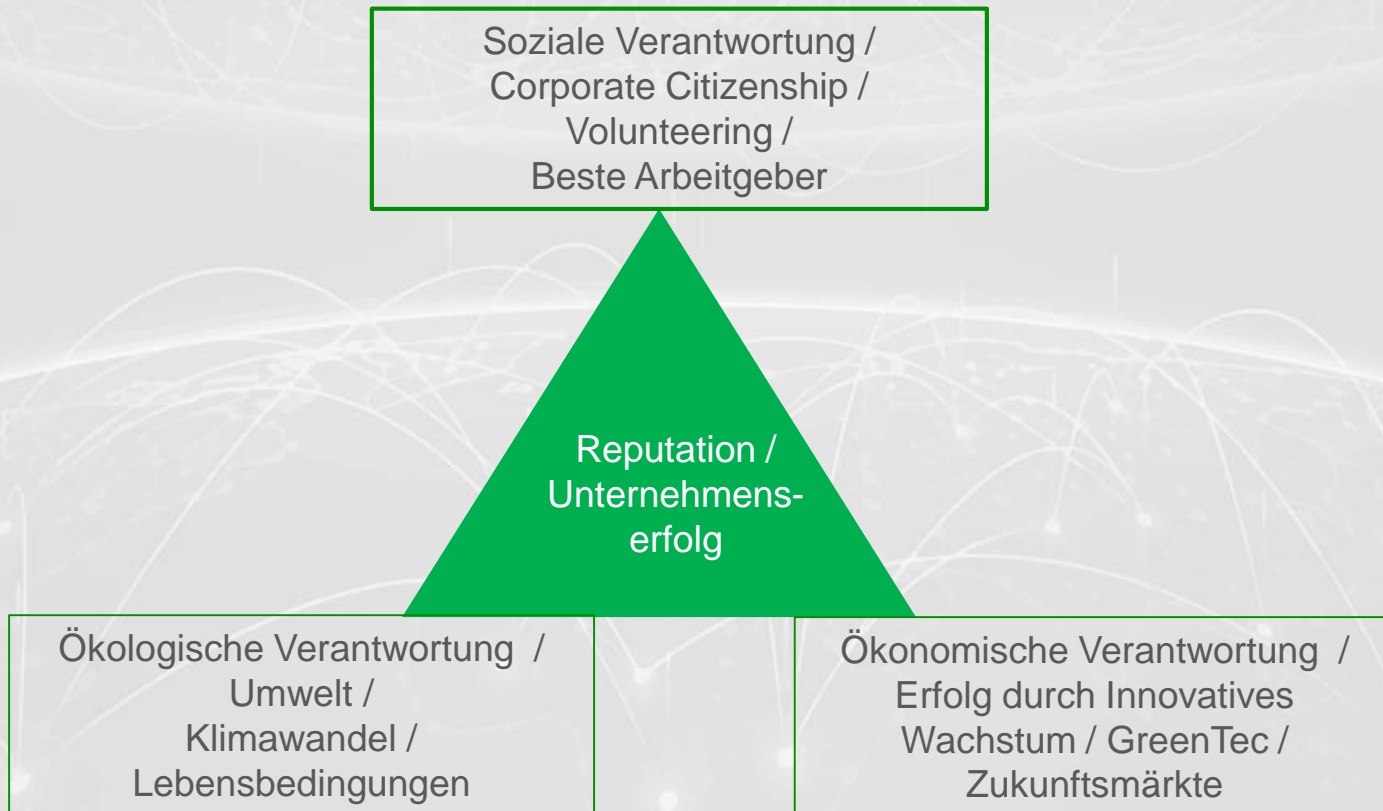 Soziale Verantwortung /
Corporate Citizenship /
Volunteering /
Beste Arbeitgeber
Reputation /
Unternehmens-
erfolg
Ökologische Verantwortung /
Umwelt /
Klimawandel /
Lebensbedingungen
Ökonomische Verantwortung /
Erfolg durch Innovatives
Wachstum / GreenTec /
Zukunftsmärkte